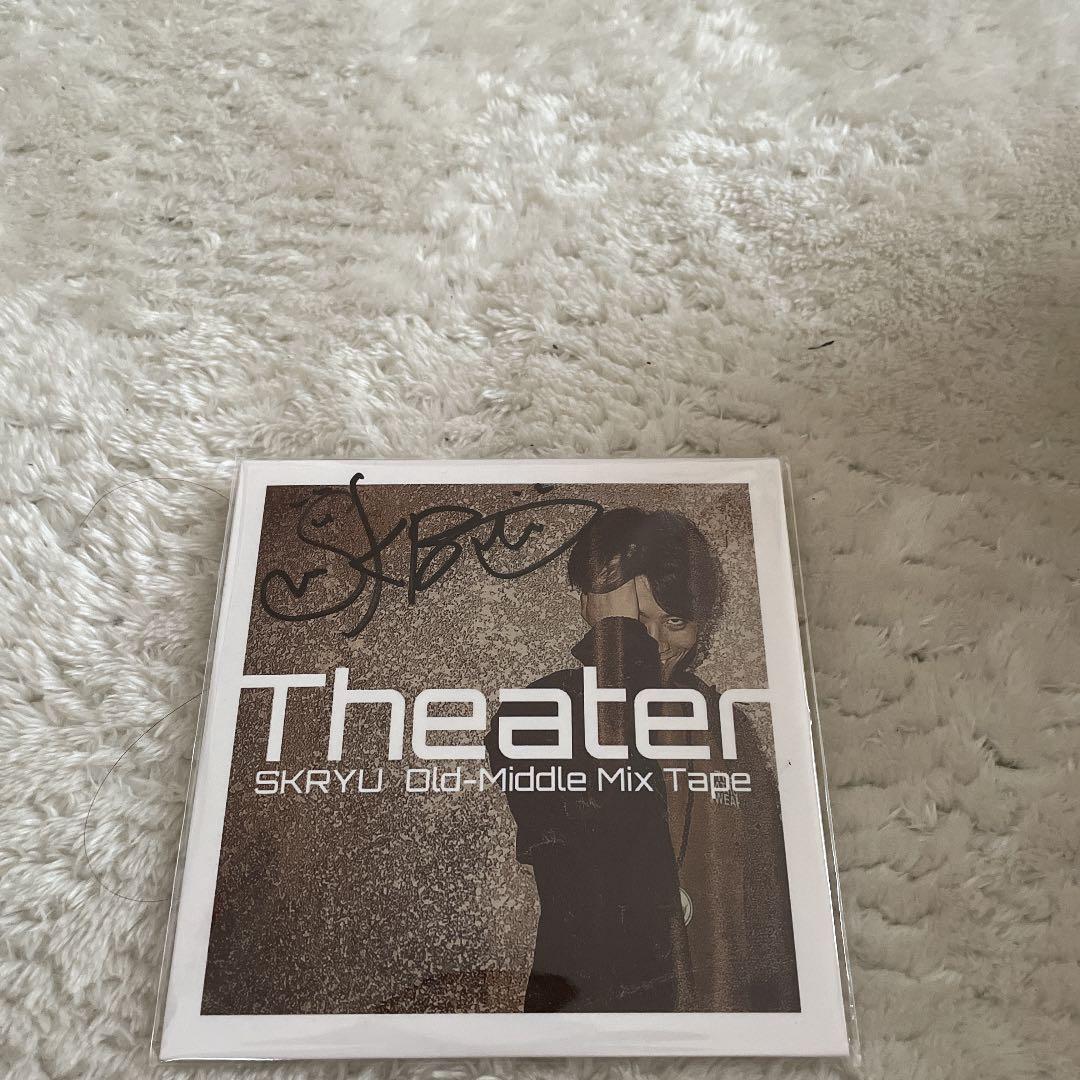 Theater
SKRYU Old-Middle Mix Tape